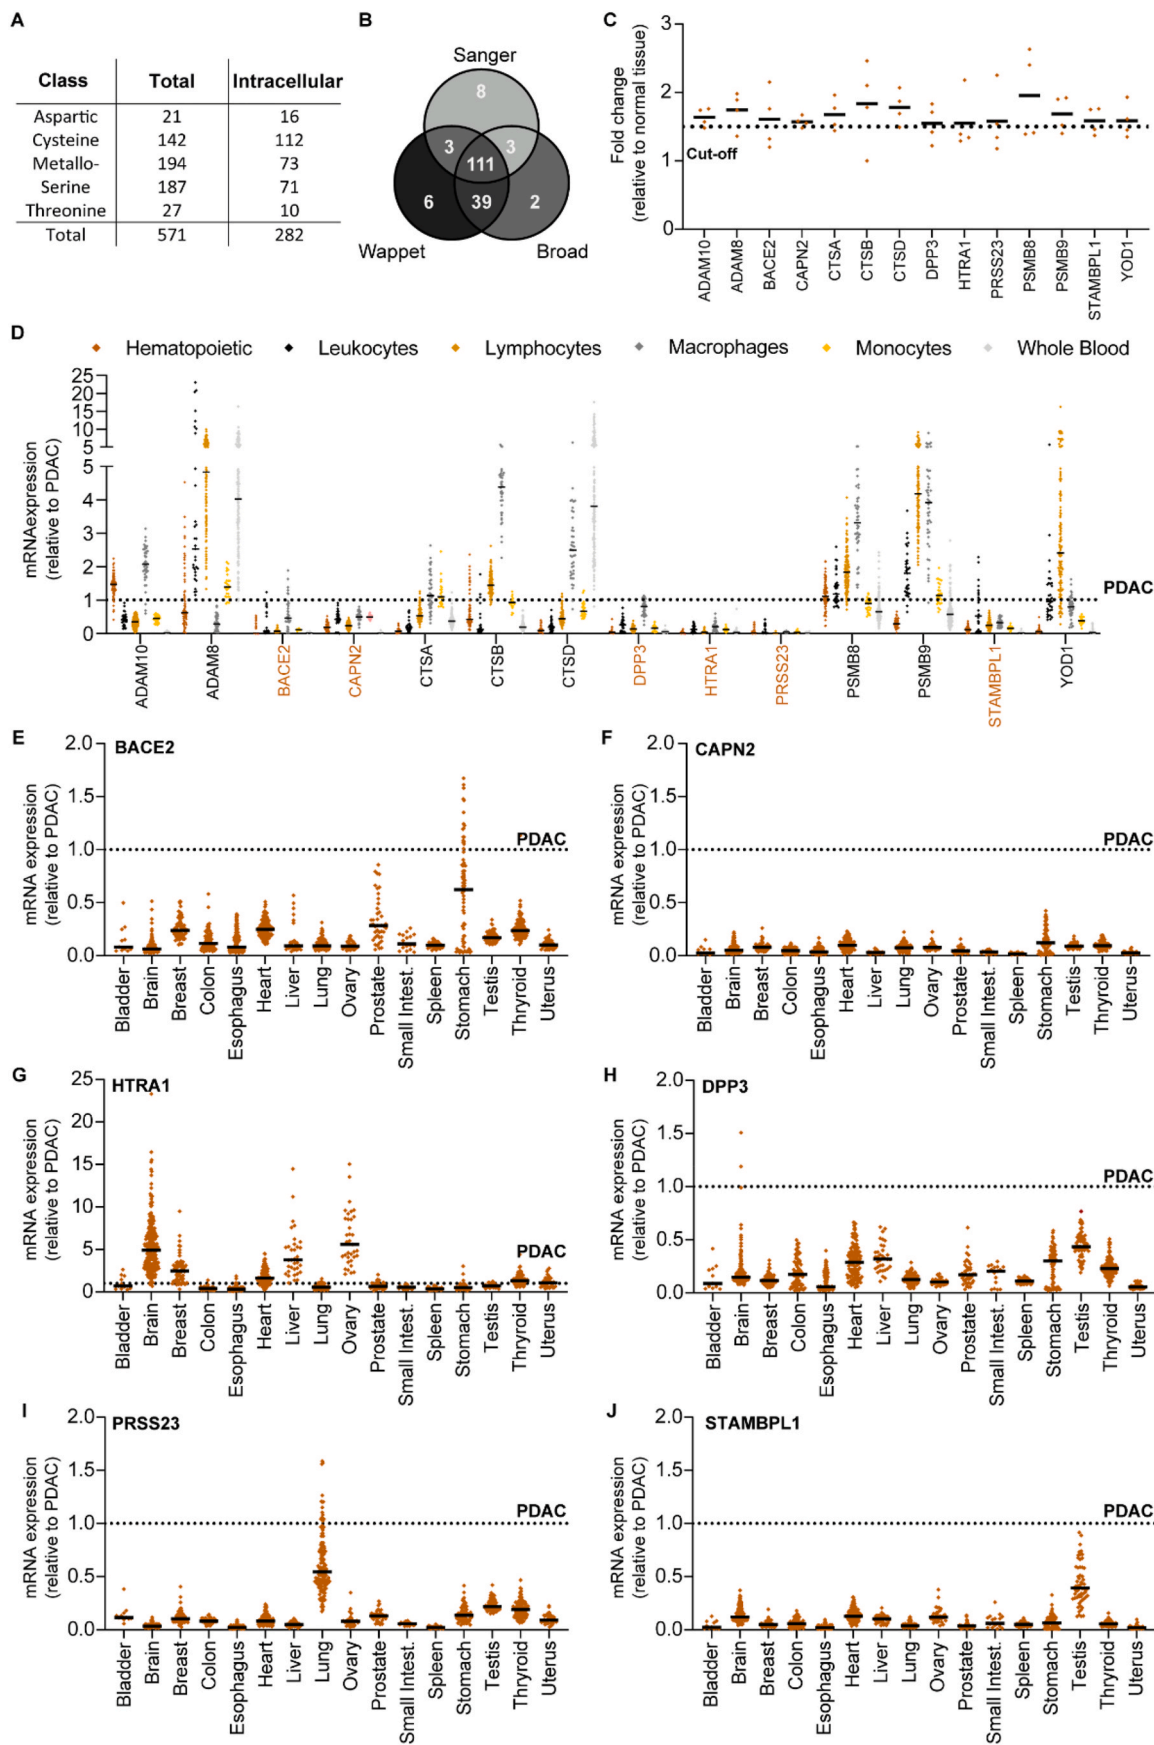 A
Class Total Intracellular
Aspartic 21 16
Cysteine 142 112
Metallo- 194 73
Serine 187 71
Threonine 27 10
Total 571 282
B
Sanger
8
3 3
111
6 39 2
Wappet Broad
C
Fold change
(relative to normal tissue)
3
2
1
0
Cut-off
ADAM10 ADAM8 BACE2 CAPN2 CTSA CTSB CTSD DPP3 HTRA1 PRSS23 PSMB8 PSMB9 STAMBPL1 YOD1
D
Hematopoietic Leukocytes Lymphocytes Macrophages Monocytes Whole Blood
mRNAexpression
(relative to PDAC)
25
20
15
10
5
5
4
3
2
1
0
PDAC
ADAM10 ADAM8 BACE2 CAPN2 CTSA CTSB CTSD DPP3 HTRA1 PRSS23 PSMB8 PSMB9 STAMBPL1 YOD1
E
BACE2
mRNA expression
(relative to PDAC)
2.0
1.5
1.0
0.5
0.0
PDAC
Bladder Brain Breast Colon Esophagus Heart Liver Lung Ovary Prostate Small Intest. Spleen Stomach Testis Thryroid Uterus
F
CAPN2
mRNA expression
(relative to PDAC)
2.0
1.5
1.0
0.5
0.0
PDAC
Bladder Brain Breast Colon Esophagus Heart Liver Lung Ovary Prostate Small Intest. Spleen Stomach Testis Thryroid Uterus
G
HTRA1
mRNA expression
(relative to PDAC)
25
20
15
10
5
0
PDAC
Bladder Brain Breast Colon Esophagus Heart Liver Lung Ovary Prostate Small Intest. Spleen Stomach Testis Thryroid Uterus
H
DPP3
mRNA expression
(relative to PDAC)
2.0
1.5
1.0
0.5
0.0
PDAC
Bladder Brain Breast Colon Esophagus Heart Liver Lung Ovary Prostate Small Intest. Spleen Stomach Testis Thryroid Uterus
I
PRSS23
mRNA expression
(relative to PDAC)
2.0
1.5
1.0
0.5
0.0
PDAC
Bladder Brain Breast Colon Esophagus Heart Liver Lung Ovary Prostate Small Intest. Spleen Stomach Testis Thryroid Uterus
J
STAMBPL1
mRNA expression
(relative to PDAC)
2.0
1.5
1.0
0.5
0.0
PDAC
Bladder Brain Breast Colon Esophagus Heart Liver Lung Ovary Prostate Small Intest. Spleen Stomach Testis Thryroid Uterus